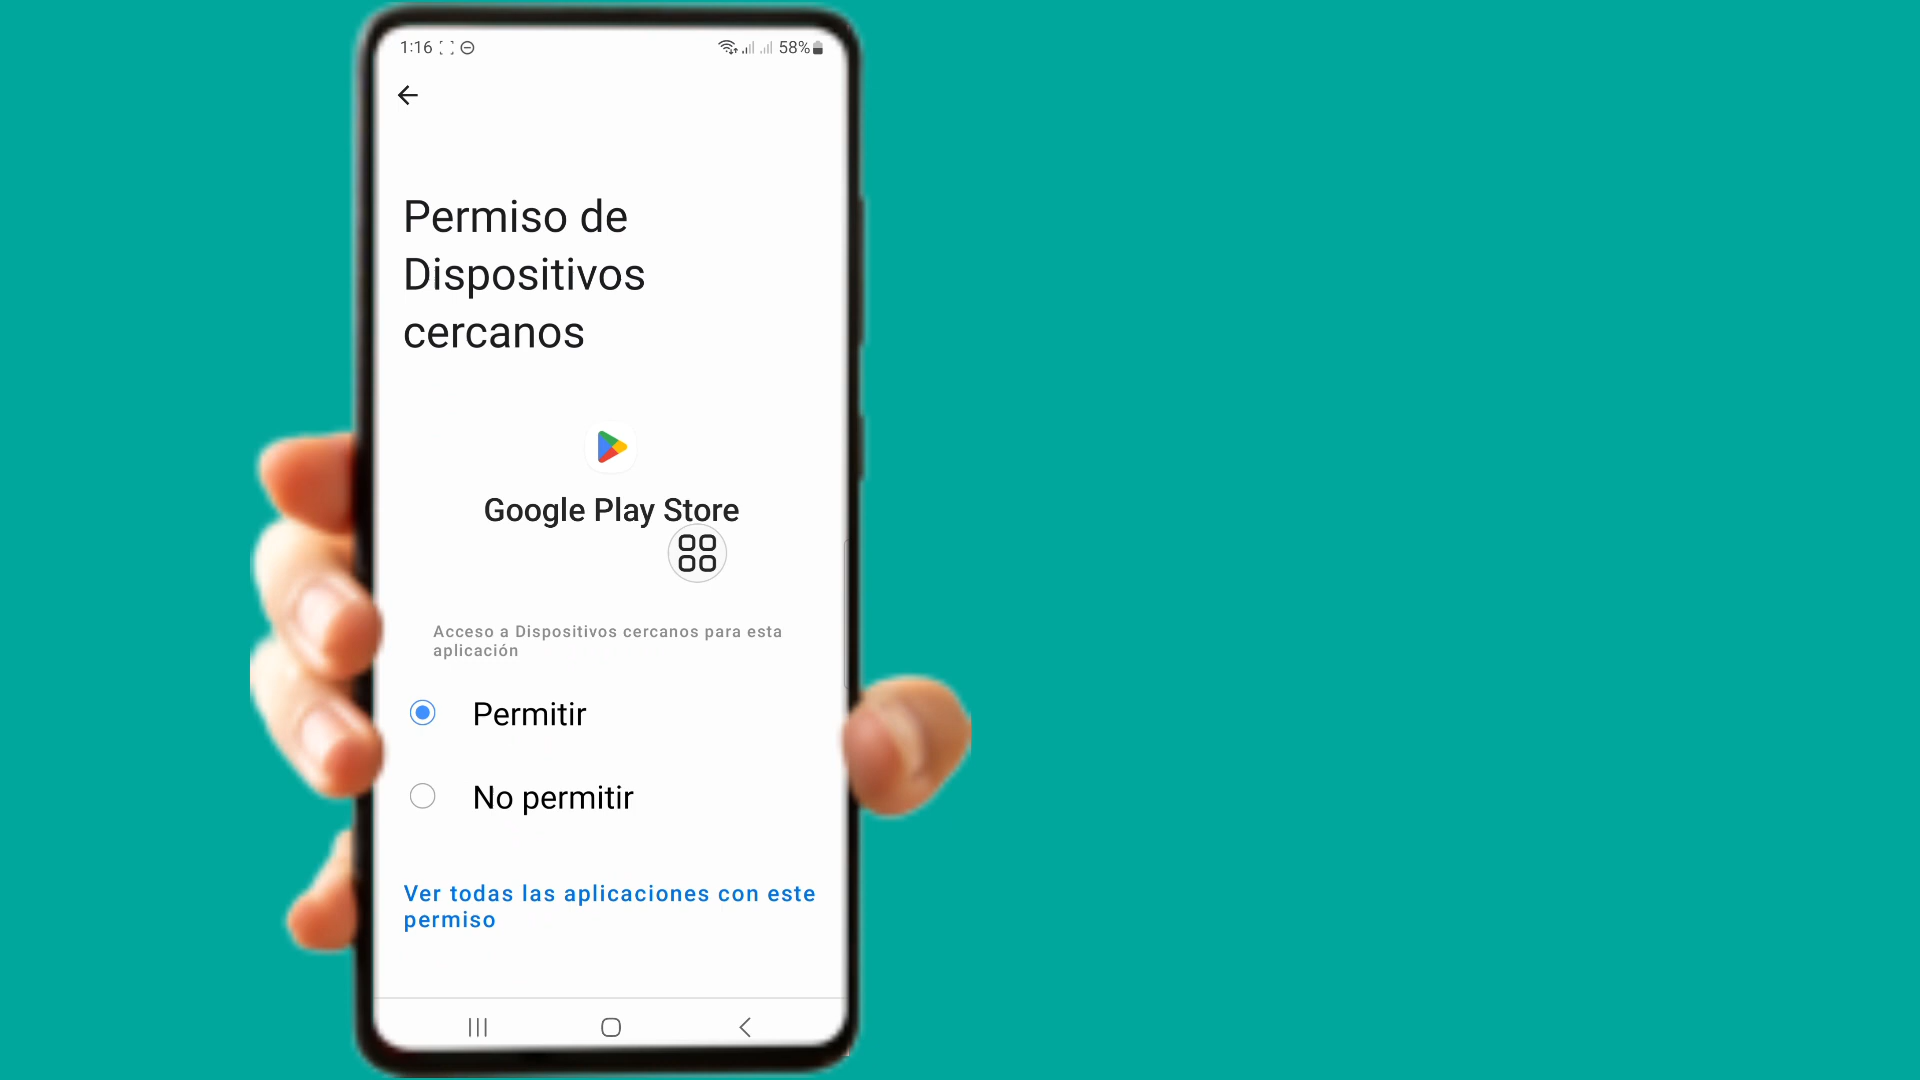 1:16 58%
Permiso de
Dispositivos
cercanos
Google Play Store
Acceso a Dispositivos cercanos para esta
aplicación
Permitir
No permitir
Ver todas las aplicaciones con este
permiso